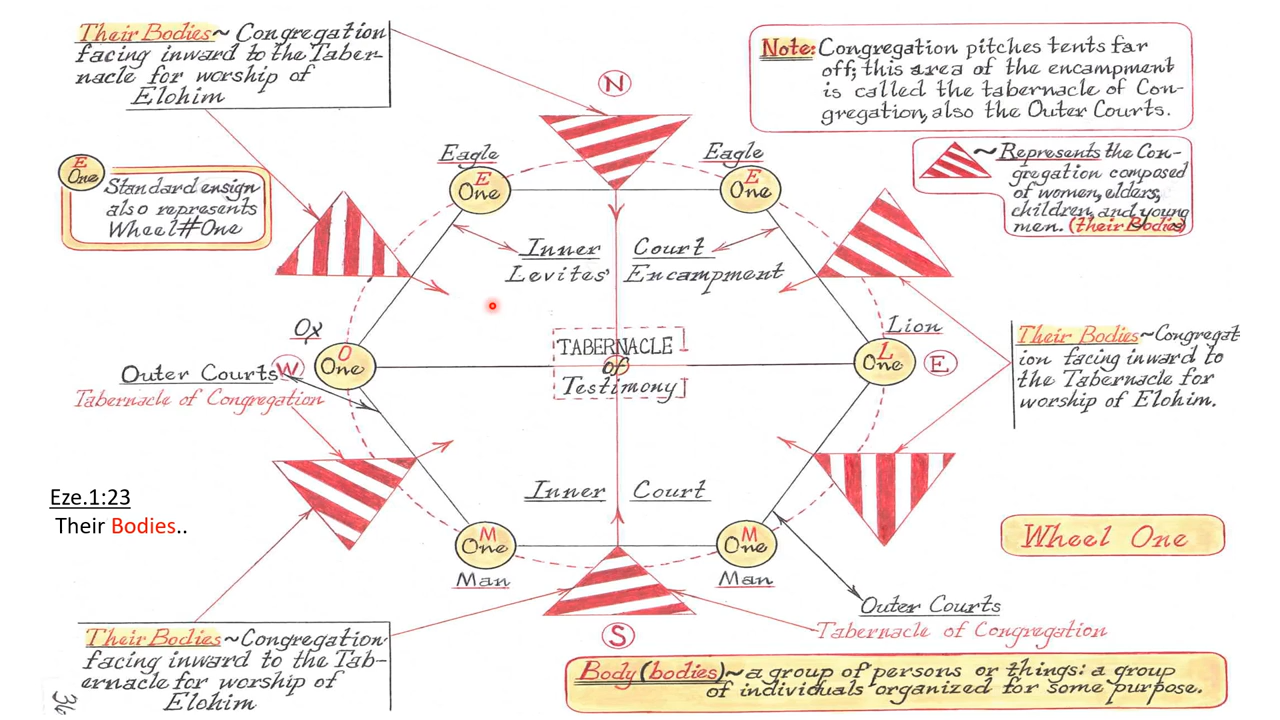 Their Bodies~ Congregation
facing inward to the Taber-
nacle for worship of
Elohim
N
Note: Congregation pitches tents far
off; this area of the encampment
is called the tabernacle of Con-
gregation, also the Outer Courts.
~ Represents the Con-
gregation composed
of women, elders,
children, and young
men. (their Bodies)
E
One
Standard ensign
also represents
Wheel #One
Eagle
E
One
Eagle
E
One
Inner Court
Levites' Encampment
Ox
O
One
W
TABERNACLE
of
Testimony
Lion
L
One
E
Their Bodies~Congregat
ion facing inward to
the Tabernacle for
worship of Elohim.
Outer Courts
Tabernacle of Congregation
Eze.1:23
Their Bodies..
Inner Court
M
One
Man
M
One
Man
Wheel One
Outer Courts
Tabernacle of Congregation
S
Their Bodies~Congregation
facing inward to the Tab-
ernacle for worship of
Elohim
Body (bodies)~a group of persons or things: a group
of individuals organized for some purpose.